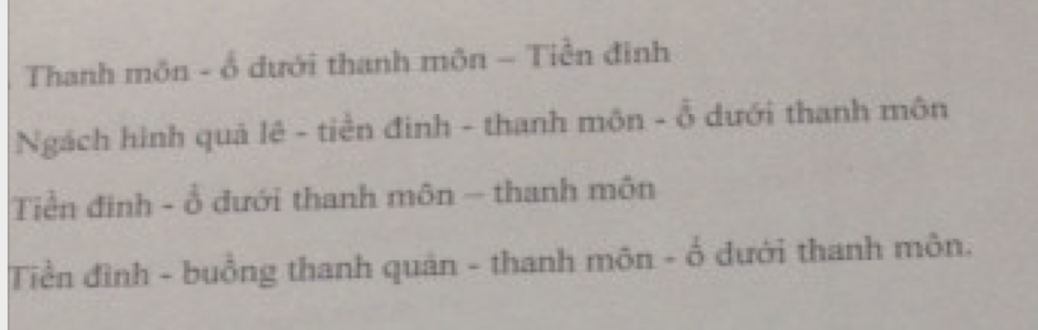 Thanh môn - ổ dưới thanh môn – Tiền đình
Ngách hình quả lê - tiền đình - thanh môn - ổ dưới thanh môn
Tiền đình - ổ dưới thanh môn – thanh môn
Tiền đình - buồng thanh quản - thanh môn - ổ dưới thanh môn.